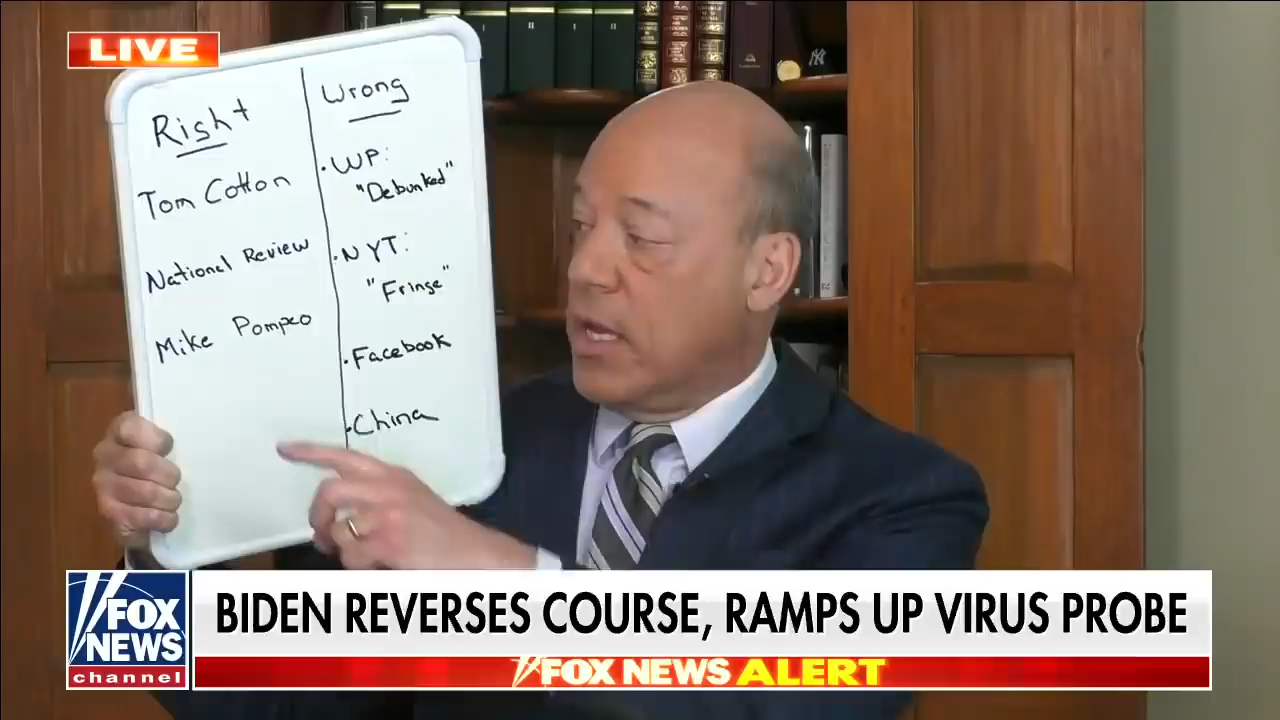 LIVE
Right
Tom Cotton
National Review
Mike Pompeo
Wrong
·WP:
"Debunked"
·NYT:
"Fringe"
·Facebook
·China
NY
FOX
NEWS
channel
BIDEN REVERSES COURSE, RAMPS UP VIRUS PROBE
FOX NEWS ALERT